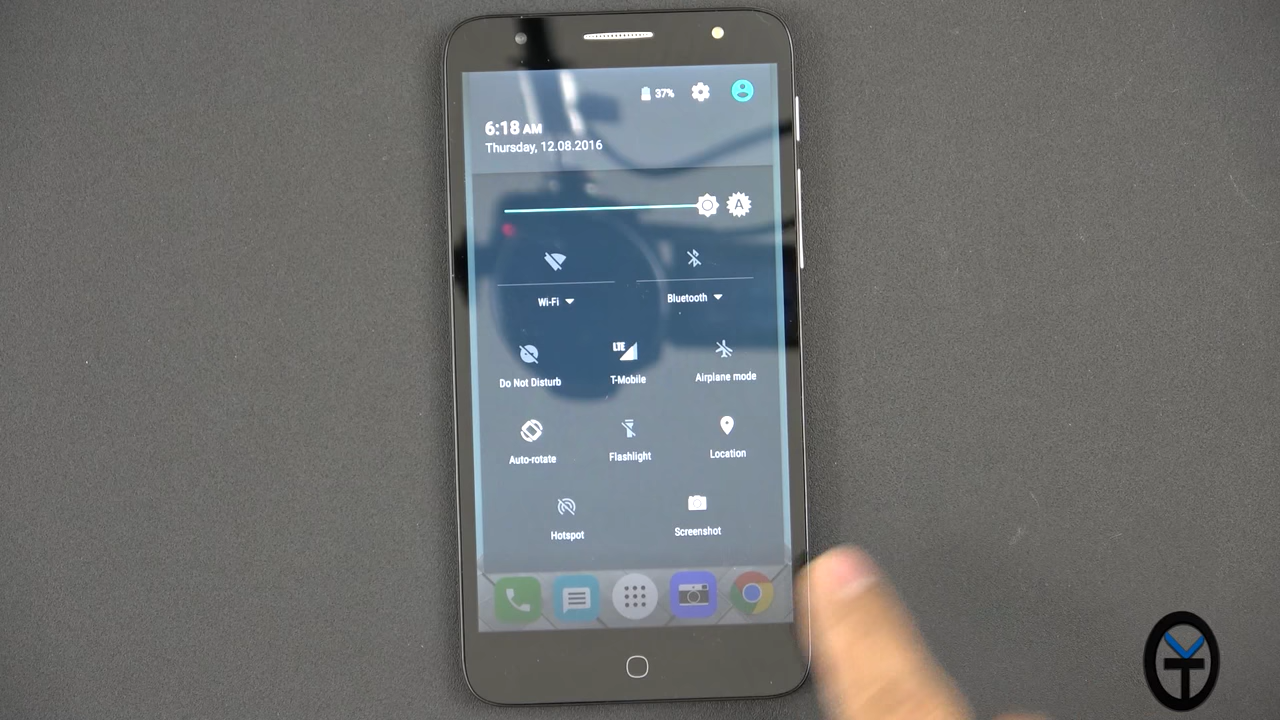 37%
6:18 AM
Thursday, 12.08.2016
A
Wi-Fi
Bluetooth
LTE
Do Not Disturb
T-Mobile
Airplane mode
Auto-rotate
Flashlight
Location
Hotspot
Screenshot